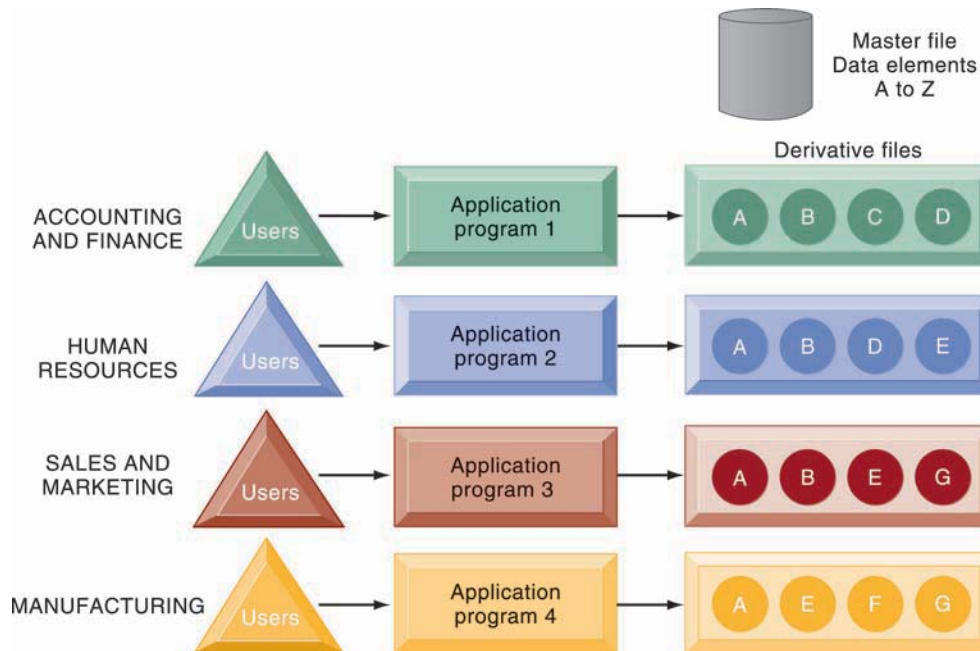 Master file
Data elements
A to Z
Derivative files
ACCOUNTING
AND FINANCE
Users
Application
program 1
A B C D
HUMAN
RESOURCES
Users
Application
program 2
A B D E
SALES AND
MARKETING
Users
Application
program 3
A B E G
MANUFACTURING
Users
Application
program 4
A E F G